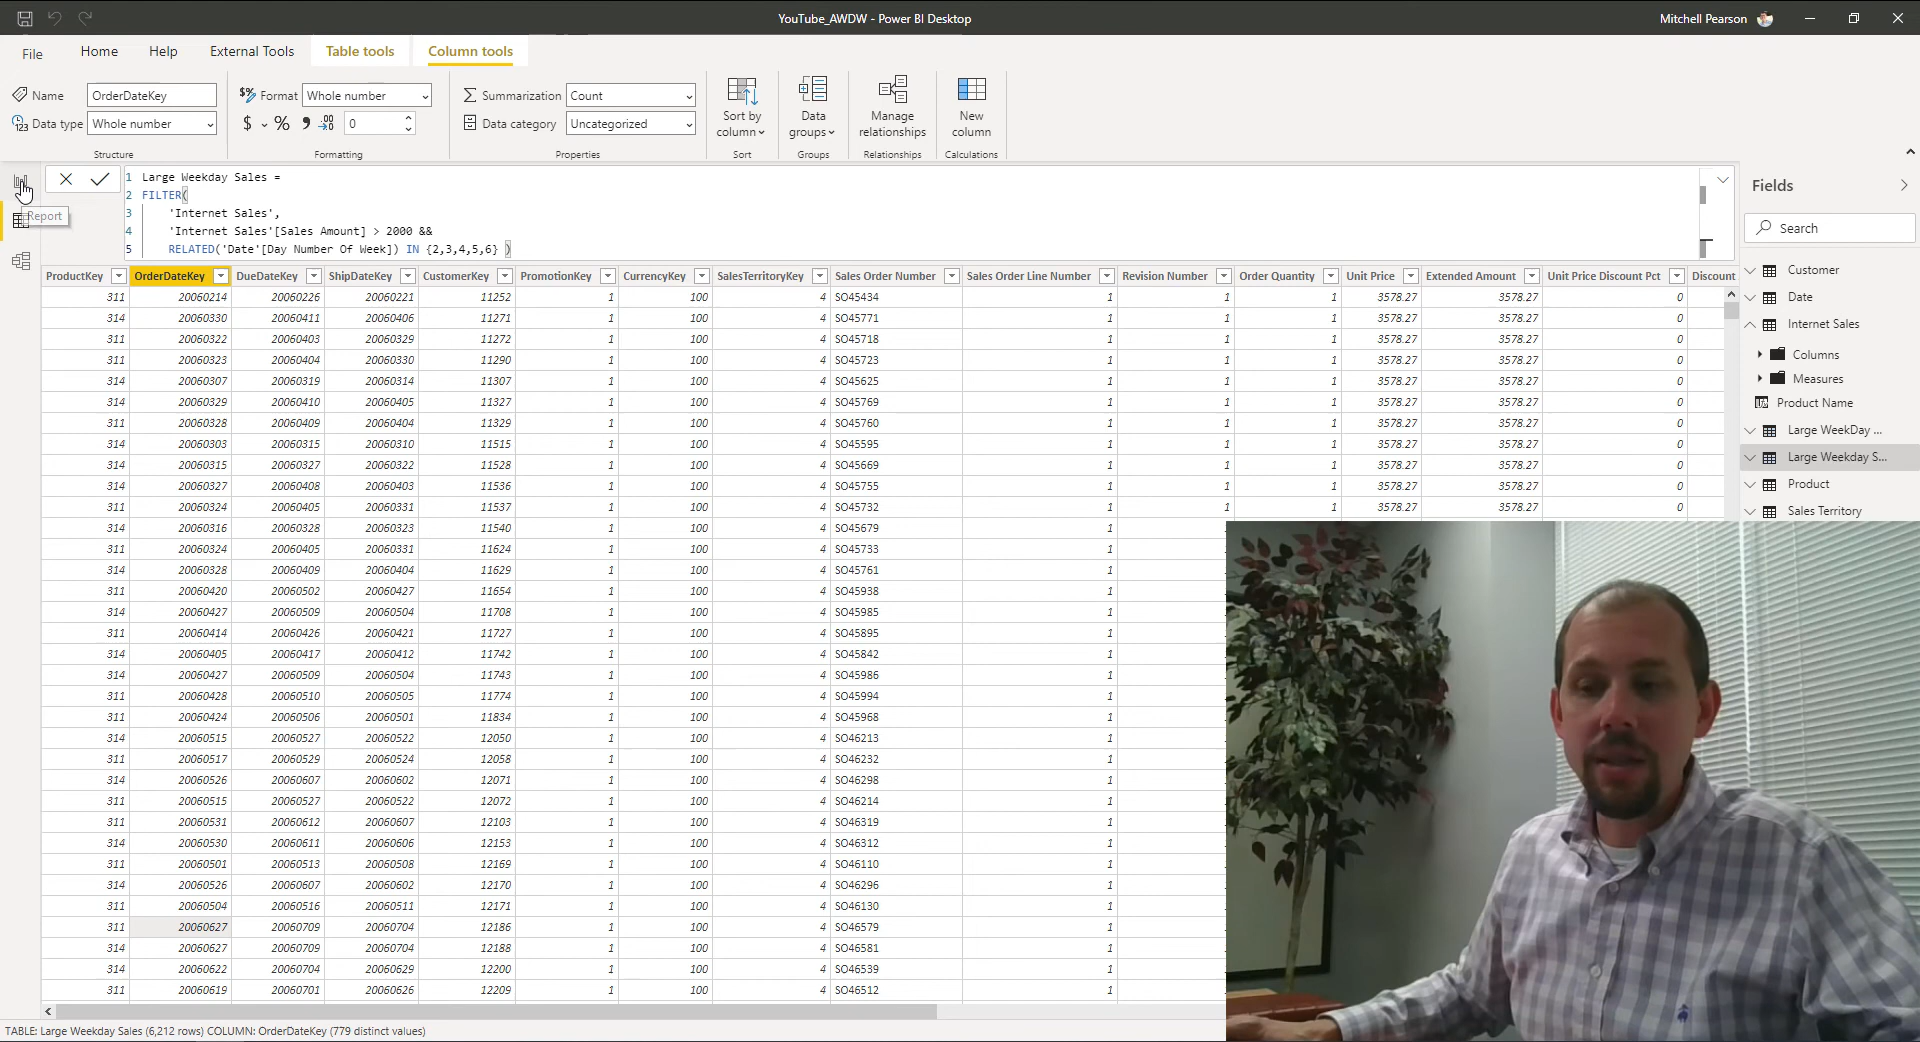 YouTube_AWDW - Power BI Desktop
Mitchell Pearson
File Home Help External Tools Table tools Column tools
Name OrderDateKey
Data type Whole number
Structure
Format Whole number
$ % 0
Formatting
Summarization Count
Data category Uncategorized
Properties
Sort by column
Sort
Data groups
Groups
Manage relationships
Relationships
New column
Calculations
Report
1 Large Weekday Sales =
2 FILTER(
3 'Internet Sales',
4 'Internet Sales'[Sales Amount] > 2000 &&
5 RELATED('Date'[Day Number Of Week]) IN {2,3,4,5,6} )
ProductKey OrderDateKey DueDateKey ShipDateKey CustomerKey PromotionKey CurrencyKey SalesTerritoryKey Sales Order Number Sales Order Line Number Revision Number Order Quantity Unit Price Extended Amount Unit Price Discount Pct Discount
311 20060214 20060226 20060221 11252 1 100 4 SO45434 1 1 1 3578.27 3578.27 0
314 20060330 20060411 20060406 11271 1 100 4 SO45771 1 1 1 3578.27 3578.27 0
311 20060322 20060403 20060329 11272 1 100 4 SO45718 1 1 1 3578.27 3578.27 0
311 20060323 20060404 20060330 11290 1 100 4 SO45723 1 1 1 3578.27 3578.27 0
314 20060307 20060319 20060314 11307 1 100 4 SO45625 1 1 1 3578.27 3578.27 0
314 20060329 20060410 20060405 11327 1 100 4 SO45769 1 1 1 3578.27 3578.27 0
311 20060328 20060409 20060404 11329 1 100 4 SO45760 1 1 1 3578.27 3578.27 0
314 20060303 20060315 20060310 11515 1 100 4 SO45595 1 1 1 3578.27 3578.27 0
314 20060315 20060327 20060322 11528 1 100 4 SO45669 1 1 1 3578.27 3578.27 0
314 20060327 20060408 20060403 11536 1 100 4 SO45755 1 1 1 3578.27 3578.27 0
311 20060324 20060405 20060331 11537 1 100 4 SO45732 1 1 1 3578.27 3578.27 0
314 20060316 20060328 20060323 11540 1 100 4 SO45679 1
311 20060324 20060405 20060331 11624 1 100 4 SO45733 1
314 20060328 20060409 20060404 11629 1 100 4 SO45761 1
311 20060420 20060502 20060427 11654 1 100 4 SO45938 1
314 20060427 20060509 20060504 11708 1 100 4 SO45985 1
311 20060414 20060426 20060421 11727 1 100 4 SO45895 1
311 20060405 20060417 20060412 11742 1 100 4 SO45842 1
314 20060427 20060509 20060504 11743 1 100 4 SO45986 1
311 20060428 20060510 20060505 11774 1 100 4 SO45994 1
311 20060424 20060506 20060501 11834 1 100 4 SO45968 1
314 20060515 20060527 20060522 12050 1 100 4 SO46213 1
311 20060517 20060529 20060524 12058 1 100 4 SO46232 1
314 20060526 20060607 20060602 12071 1 100 4 SO46298 1
311 20060515 20060527 20060522 12072 1 100 4 SO46214 1
311 20060531 20060612 20060607 12103 1 100 4 SO46319 1
314 20060530 20060611 20060606 12153 1 100 4 SO46312 1
311 20060501 20060513 20060508 12169 1 100 4 SO46110 1
314 20060526 20060607 20060602 12170 1 100 4 SO46296 1
311 20060504 20060516 20060511 12171 1 100 4 SO46130 1
311 20060627 20060709 20060704 12186 1 100 4 SO46579 1
314 20060627 20060709 20060704 12188 1 100 4 SO46581 1
314 20060622 20060704 20060629 12200 1 100 4 SO46539 1
311 20060619 20060701 20060626 12209 1 100 4 SO46512 1
TABLE: Large Weekday Sales (6,212 rows) COLUMN: OrderDateKey (779 distinct values)
Fields
Search
Customer
Date
Internet Sales
Columns
Measures
Product Name
Large WeekDay ...
Large Weekday S...
Product
Sales Territory